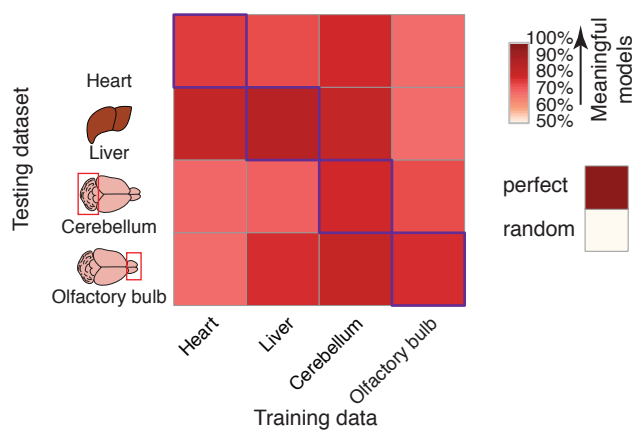 Testing dataset
Heart
Liver
Cerebellum
Olfactory bulb
Heart
Liver
Cerebellum
Olfactory bulb
Training data
100%
90%
80%
70%
60%
50%
Meaningful
models
perfect
random